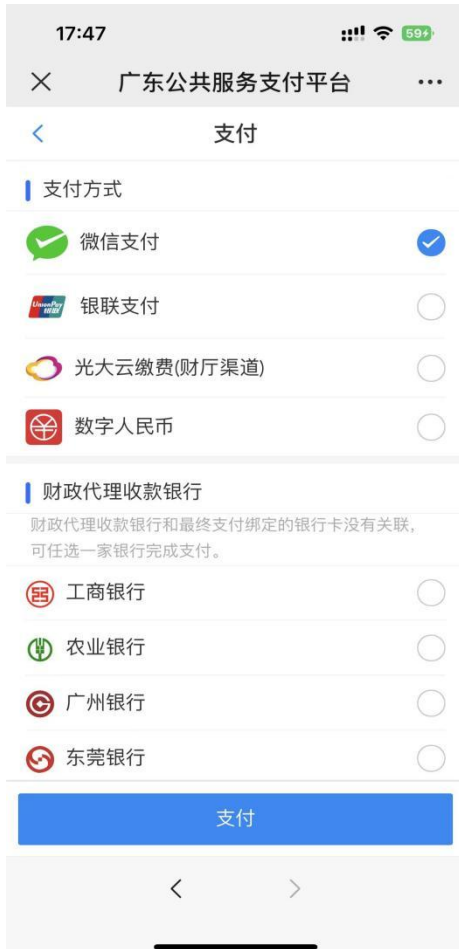 17:47
59
广东公共服务支付平台
支付
支付方式
微信支付
UnionPay
银联
银联支付
光大云缴费(财厅渠道)
数字人民币
财政代理收款银行
财政代理收款银行和最终支付绑定的银行卡没有关联，
可任选一家银行完成支付。
工商银行
农业银行
广州银行
东莞银行
支付